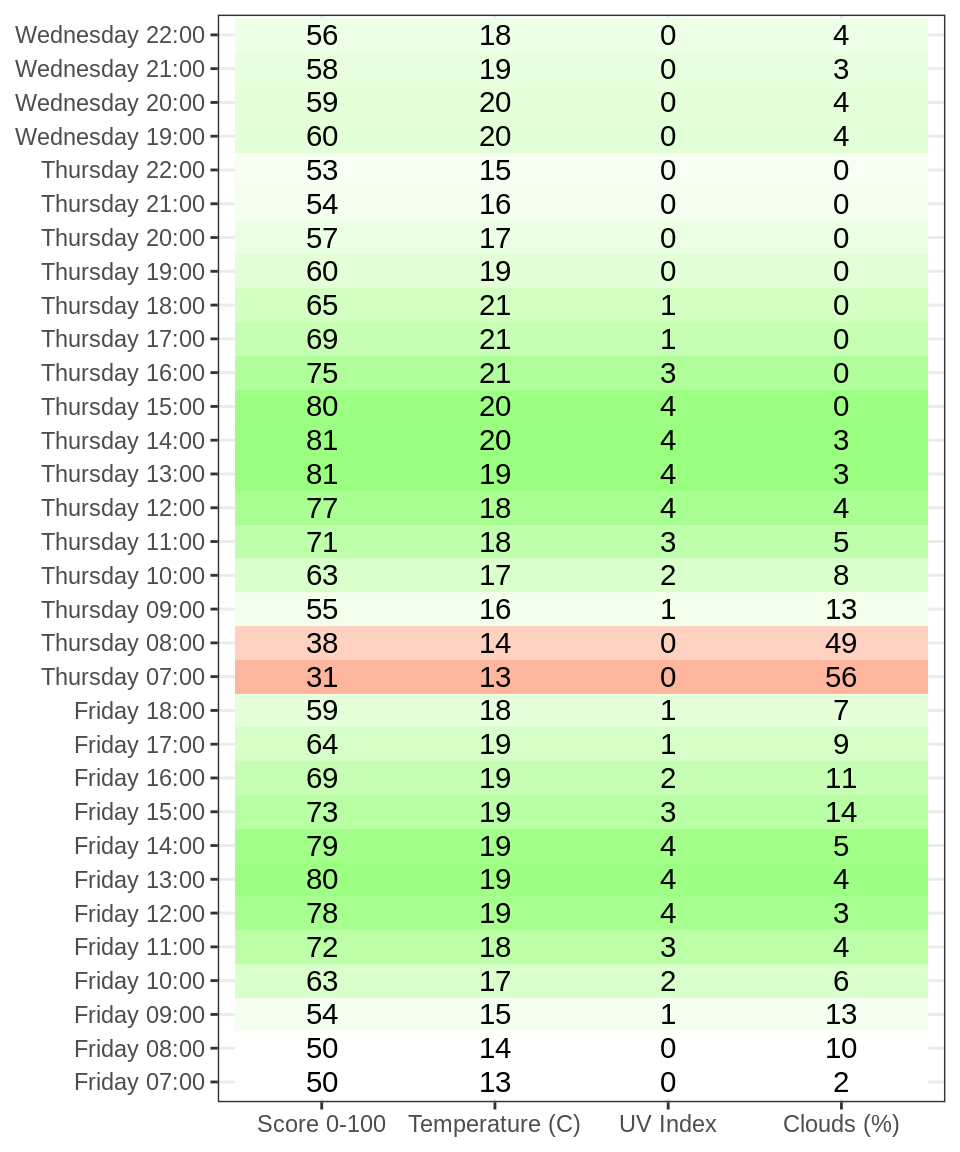 Wednesday 22:00 56 18 0 4
Wednesday 21:00 58 19 0 3
Wednesday 20:00 59 20 0 4
Wednesday 19:00 60 20 0 4
Thursday 22:00 53 15 0 0
Thursday 21:00 54 16 0 0
Thursday 20:00 57 17 0 0
Thursday 19:00 60 19 0 0
Thursday 18:00 65 21 1 0
Thursday 17:00 69 21 1 0
Thursday 16:00 75 21 3 0
Thursday 15:00 80 20 4 0
Thursday 14:00 81 20 4 3
Thursday 13:00 81 19 4 3
Thursday 12:00 77 18 4 4
Thursday 11:00 71 18 3 5
Thursday 10:00 63 17 2 8
Thursday 09:00 55 16 1 13
Thursday 08:00 38 14 0 49
Thursday 07:00 31 13 0 56
Friday 18:00 59 18 1 7
Friday 17:00 64 19 1 9
Friday 16:00 69 19 2 11
Friday 15:00 73 19 3 14
Friday 14:00 79 19 4 5
Friday 13:00 80 19 4 4
Friday 12:00 78 19 4 3
Friday 11:00 72 18 3 4
Friday 10:00 63 17 2 6
Friday 09:00 54 15 1 13
Friday 08:00 50 14 0 10
Friday 07:00 50 13 0 2
Score 0-100 Temperature (C) UV Index Clouds (%)